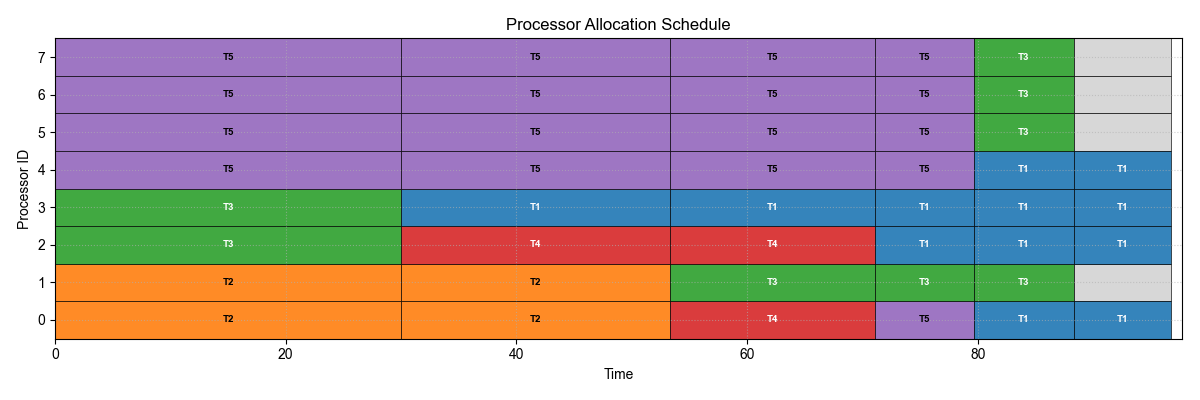 Processor Allocation Schedule
Processor ID
7 T5 T5 T5 T5 T3
6 T5 T5 T5 T5 T3
5 T5 T5 T5 T5 T3
4 T5 T5 T5 T5 T1 T1
3 T3 T1 T1 T1 T1 T1
2 T3 T4 T4 T1 T1 T1
1 T2 T2 T3 T3 T3
0 T2 T2 T4 T5 T1 T1
0 20 40 60 80
Time